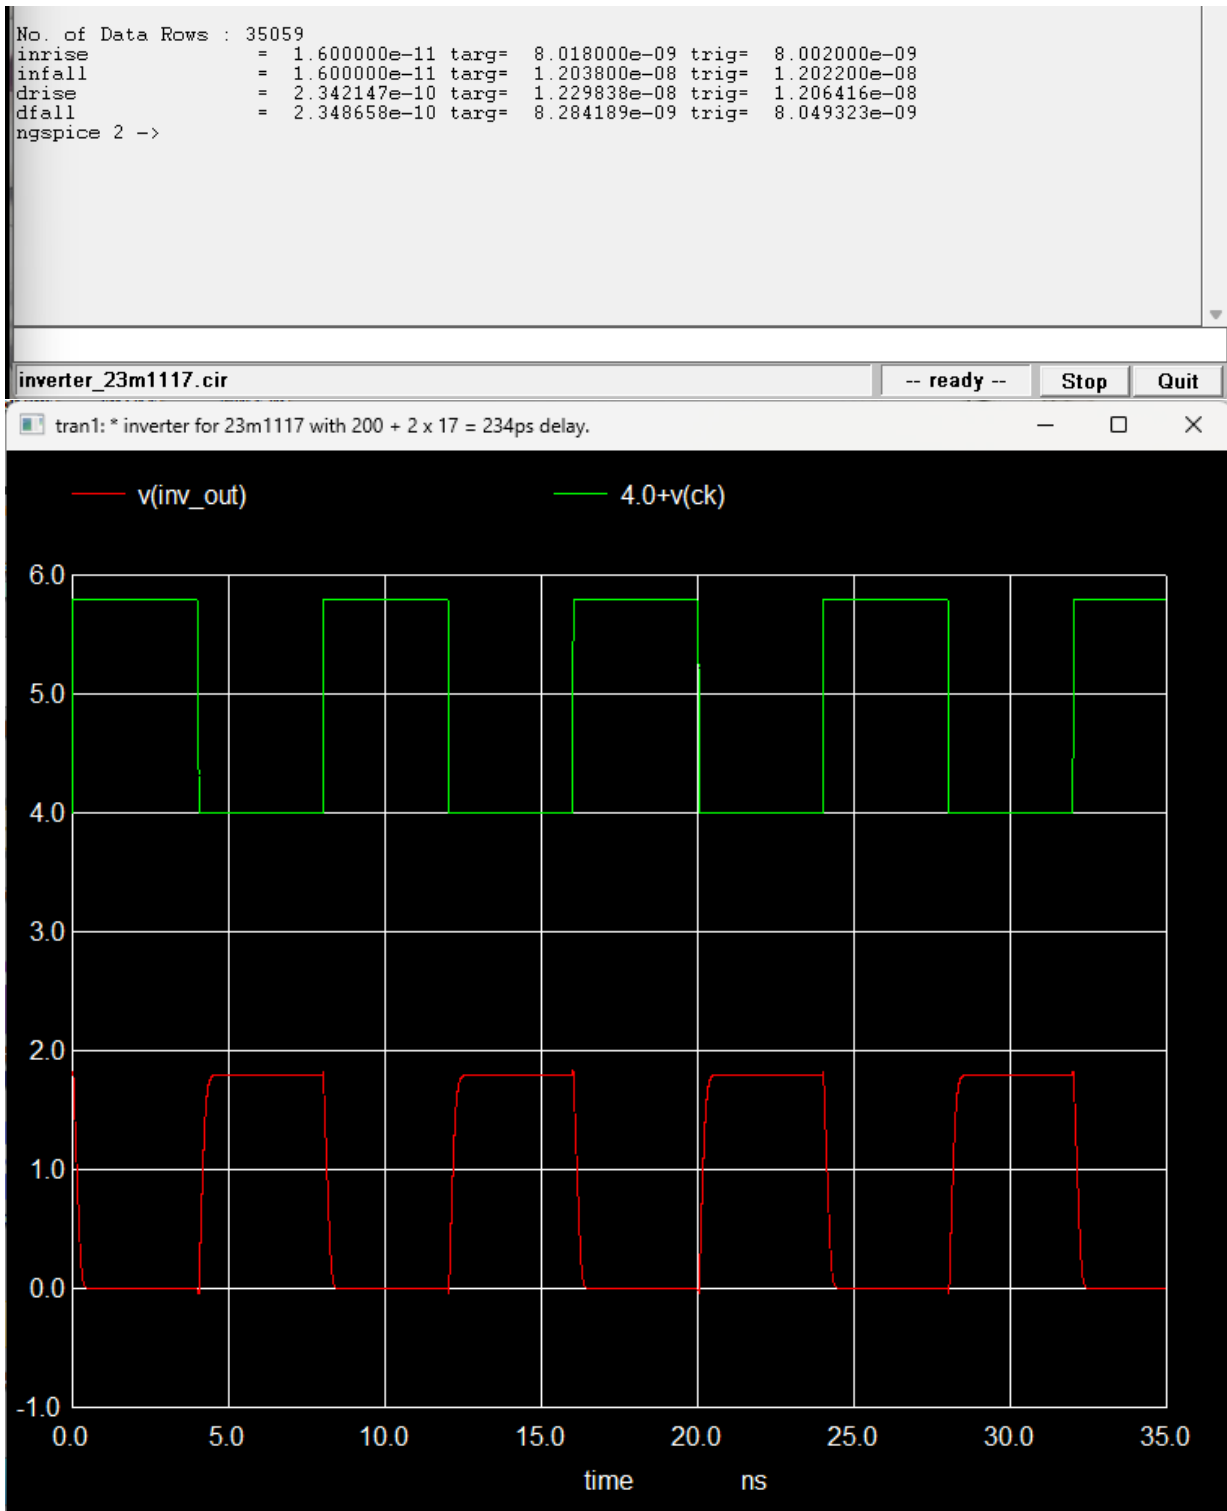 No. of Data Rows : 35059
inrise = 1.600000e-11 targ= 8.018000e-09 trig= 8.002000e-09
infall = 1.600000e-11 targ= 1.203800e-08 trig= 1.202200e-08
drise = 2.342147e-10 targ= 1.229838e-08 trig= 1.206416e-08
dfall = 2.348658e-10 targ= 8.284189e-09 trig= 8.049323e-09
ngspice 2 ->
inverter_23m1117.cir -- ready -- Stop Quit
tran1: * inverter for 23m1117 with 200 + 2 x 17 = 234ps delay.
v(inv_out) 4.0+v(ck)
6.0
5.0
4.0
3.0
2.0
1.0
0.0
-1.0
0.0 5.0 10.0 15.0 20.0 25.0 30.0 35.0
time ns